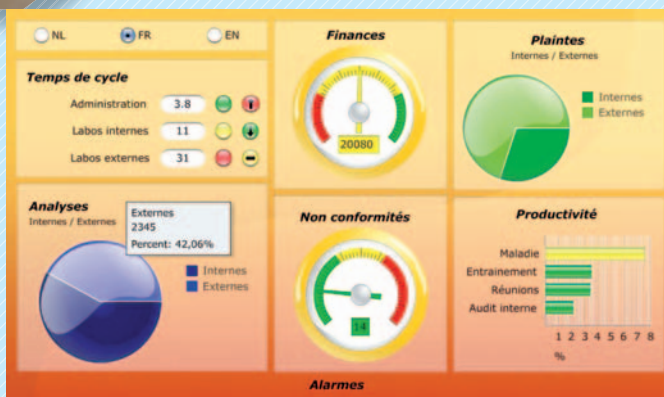 NL FR EN
Temps de cycle
Administration 3.8
Labos internes 11
Labos externes 31
Finances
20080
Plaintes
Internes / Externes
Internes
Externes
Analyses
Internes / Externes
Externes
2345
Percent: 42,06%
Internes
Externes
Non conformités
14
Productivité
Maladie
Entrainement
Réunions
Audit interne
1 2 3 4 5 6 7 8
%
Alarmes